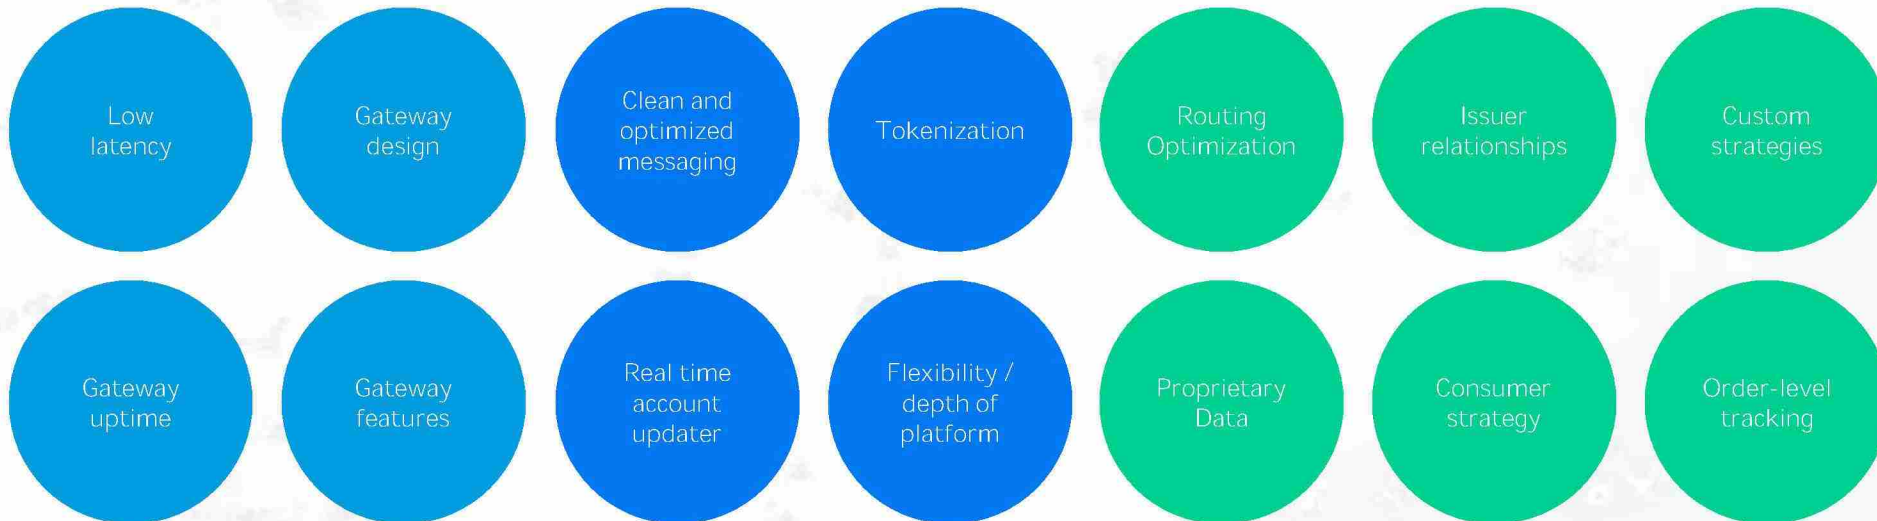 Low
latency
Gateway
design
Clean and
optimized
messaging
Tokenization
Routing
Optimization
Issuer
relationships
Custom
strategies
Gateway
uptime
Gateway
features
Real time
account
updater
Flexibility /
depth of
platform
Proprietary
Data
Consumer
strategy
Order-level
tracking